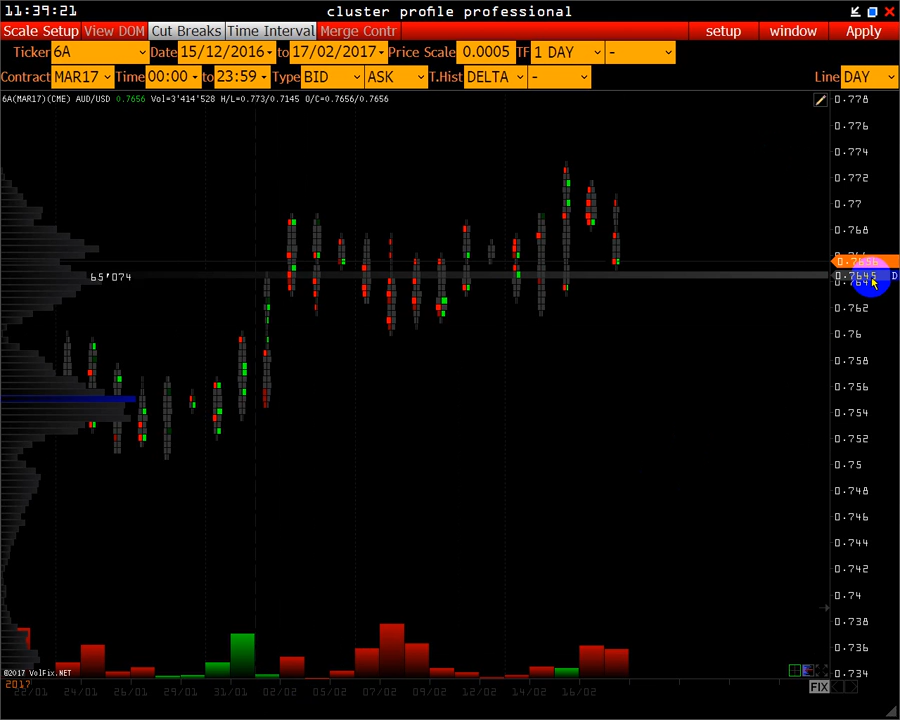 11:39:21 cluster profile professional
Scale Setup View DOM Cut Breaks Time Interval Merge Contr setup window Apply
Ticker 6A Date 15/12/2016 to 17/02/2017 Price Scale 0.0005 TF 1 DAY -
Contract MAR17 Time 00:00 to 23:59 Type BID ASK T.Hist DELTA - Line DAY
6A(MAR17)(CME) AUD/USD 0.7656 Vol=3'414'528 H/L=0.773/0.7145 O/C=0.7656/0.7656
0.778
0.776
0.774
0.772
0.77
0.768
0.7656
65'074 0.7645 D
0.762
0.76
0.758
0.756
0.754
0.752
0.75
0.748
0.746
0.744
0.742
0.74
0.738
0.736
©2017 VolFix.NET 0.734
2017
22/01 24/01 26/01 29/01 31/01 02/02 05/02 07/02 09/02 12/02 14/02 16/02 FIX